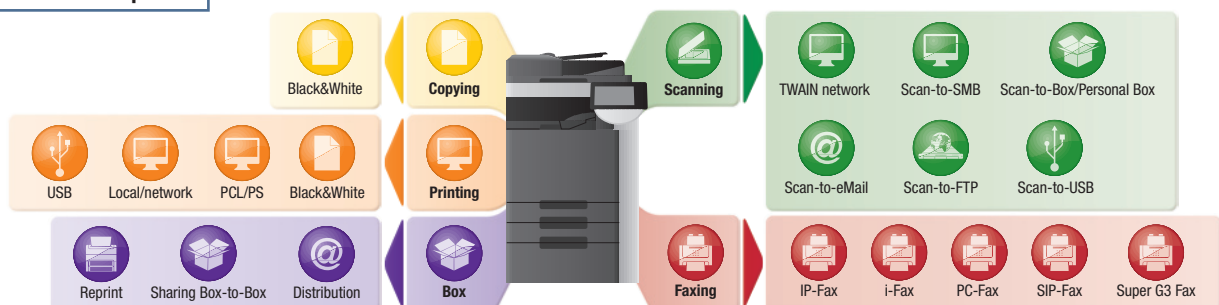 Black&White
Copying
Scanning
TWAIN network
Scan-to-SMB
Scan-to-Box/Personal Box
USB
Local/network
PCL/PS
Black&White
Printing
Scan-to-eMail
Scan-to-FTP
Scan-to-USB
Reprint
Sharing Box-to-Box
Distribution
Box
Faxing
IP-Fax
i-Fax
PC-Fax
SIP-Fax
Super G3 Fax